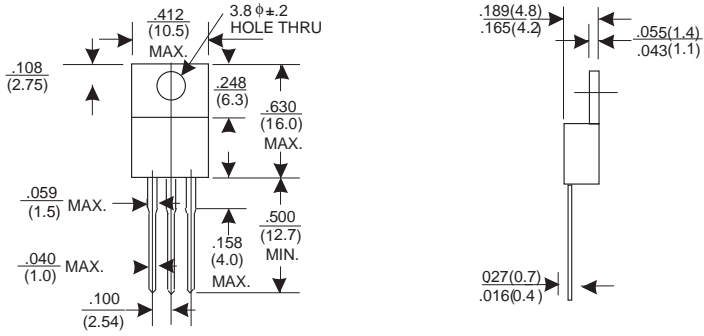 .412
(10.5)
MAX.
3.8 ϕ±.2
HOLE THRU
.108
(2.75)
.248
(6.3)
.630
(16.0)
MAX.
.059
(1.5) MAX.
.040
(1.0) MAX.
.100
(2.54)
.158
(4.0)
MAX.
.500
(12.7)
MIN.
.189(4.8)
.165(4.2)
.055(1.4)
.043(1.1)
027(0.7)
.016(0.4)